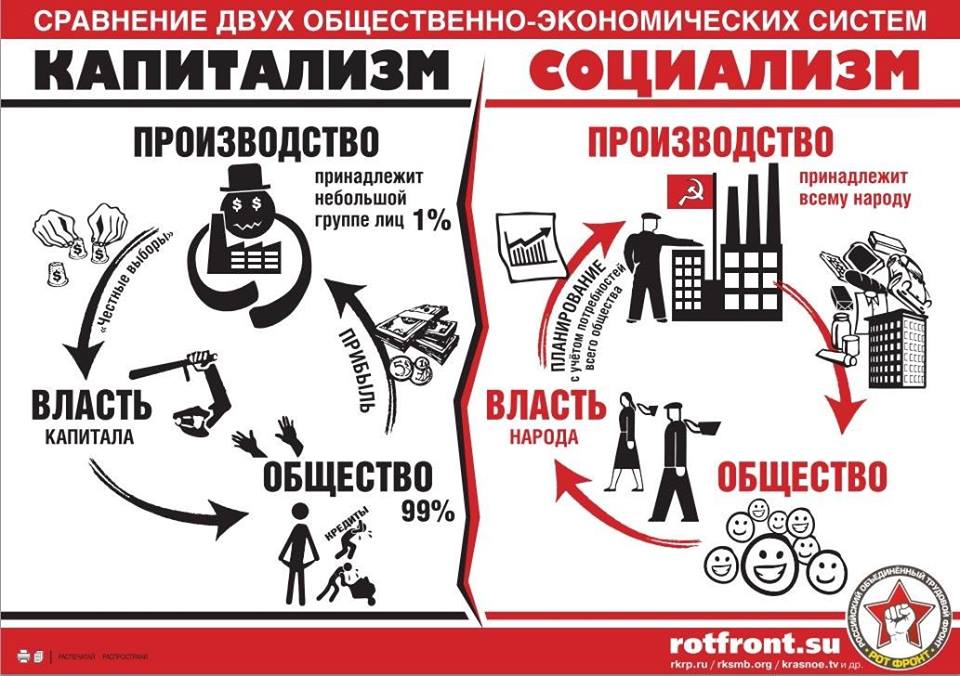 СРАВНЕНИЕ ДВУХ ОБЩЕСТВЕННО-ЭКОНОМИЧЕСКИХ СИСТЕМ
КАПИТАЛИЗМ
ПРОИЗВОДСТВО
принадлежит
небольшой
группе лиц 1%
$ $
$
$
$
«Честные выборы»
ПРИБЫЛЬ
ВЛАСТЬ
КАПИТАЛА
ОБЩЕСТВО
99%
КРЕДИТЫ
СОЦИАЛИЗМ
ПРОИЗВОДСТВО
принадлежит
всему народу
ПЛАНИРОВАНИЕ
с учётом потребностей
всего общества
ВЛАСТЬ
НАРОДА
ОБЩЕСТВО
РОССИЙСКИЙ ОБЪЕДИНЁННЫЙ ТРУДОВОЙ ФРОНТ
РОТ ФРОНТ
РАСПЕЧАТАЙ РАСПРОСТРАНИ
rotfront.su
rkrp.ru / rksmb.org / krasnoe.tv и др.